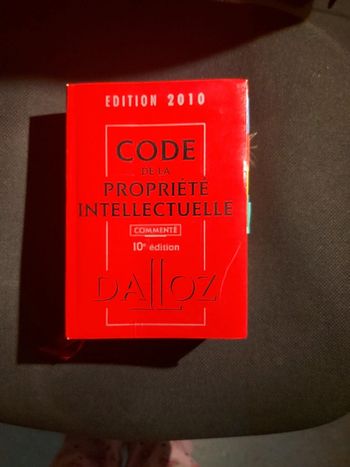 EDITION 2010
CODE
DE LA
PROPRIÉTÉ
INTELLECTUELLE
COMMENTÉ
10e édition
DALLOZ